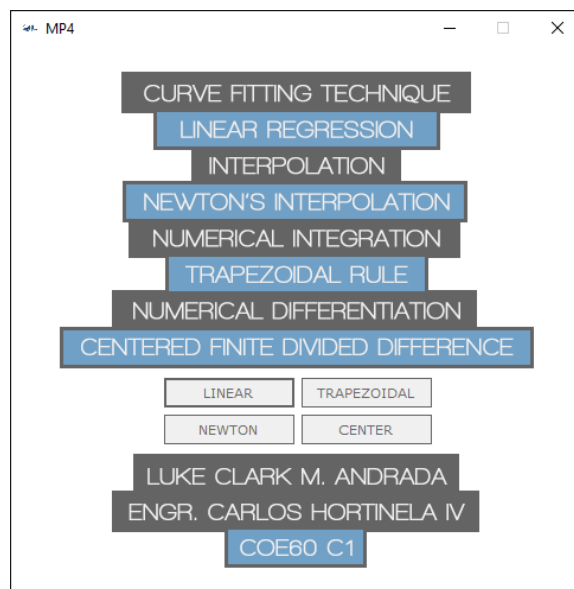 MP4
CURVE FITTING TECHNIQUE
LINEAR REGRESSION
INTERPOLATION
NEWTON'S INTERPOLATION
NUMERICAL INTEGRATION
TRAPEZOIDAL RULE
NUMERICAL DIFFERENTIATION
CENTERED FINITE DIVIDED DIFFERENCE
LINEAR TRAPEZOIDAL
NEWTON CENTER
LUKE CLARK M. ANDRADA
ENGR. CARLOS HORTINELA IV
COE60 C1